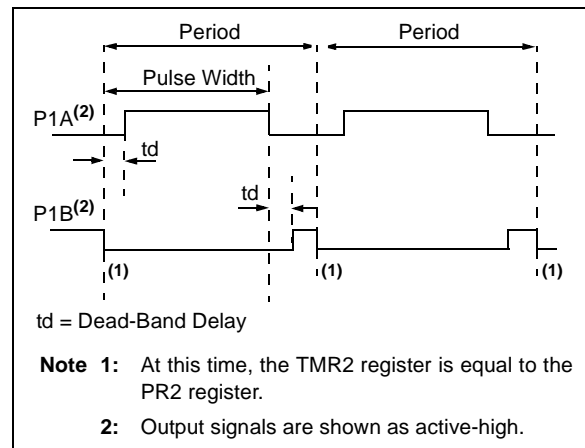 Period Period
Pulse Width
P1A(2)
td
td
P1B(2)
(1) (1) (1)
td = Dead-Band Delay
Note 1: At this time, the TMR2 register is equal to the
PR2 register.
2: Output signals are shown as active-high.